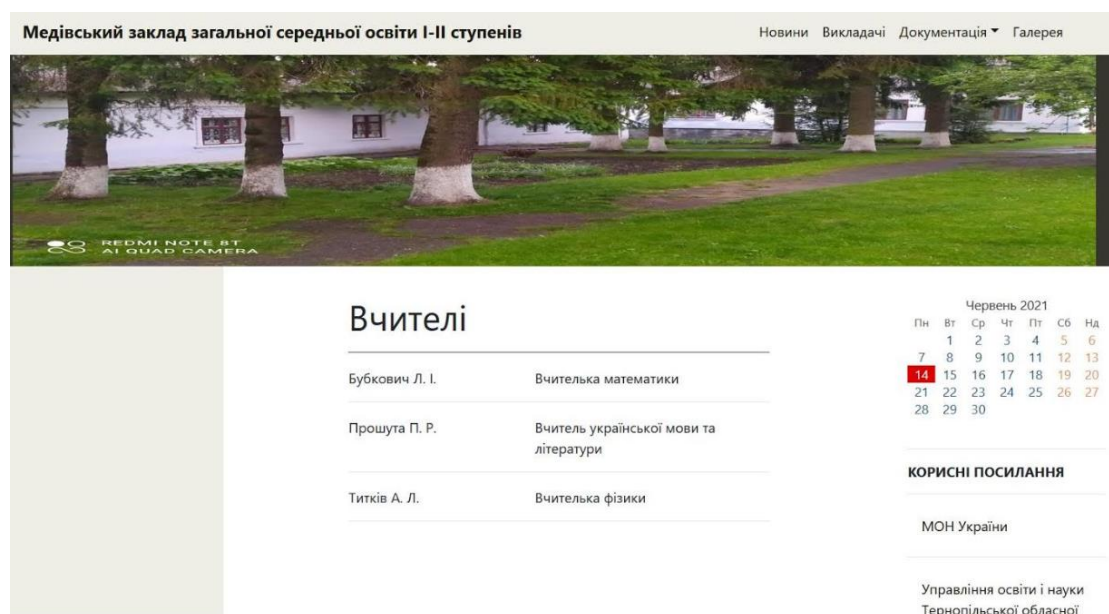 Медівський заклад загальної середньої освіти І-ІІ ступенів
Новини Викладачі Документація Галерея
REDMI NOTE 8T
AI QUAD CAMERA
Вчителі
Бубкович Л. І. Вчителька математики
Прошута П. Р. Вчитель української мови та
літератури
Титків А. Л. Вчителька фізики
Червень 2021
Пн Вт Ср Чт Пт Сб Нд
1 2 3 4 5 6
7 8 9 10 11 12 13
14 15 16 17 18 19 20
21 22 23 24 25 26 27
28 29 30
КОРИСНІ ПОСИЛАННЯ
МОН України
Управління освіти і науки
Тернопільської обласної